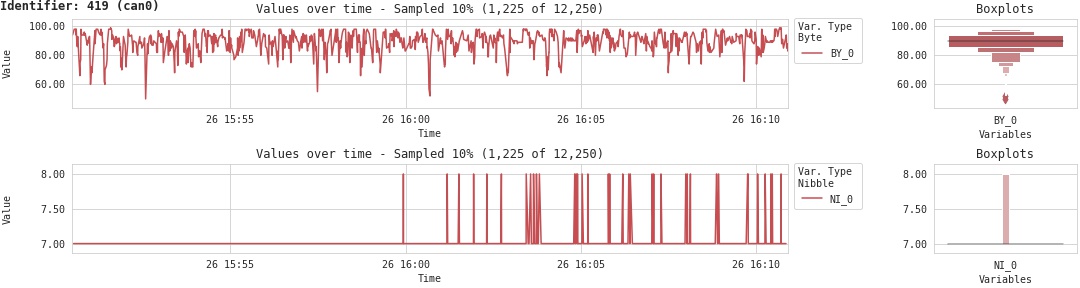 Identifier: 419 (can0)
Values over time - Sampled 10% (1,225 of 12,250)
Value
100.00
80.00
60.00
26 15:55
26 16:00
26 16:05
26 16:10
Time
Var. Type
Byte
BY_0
Boxplots
100.00
80.00
60.00
BY_0
Variables
Values over time - Sampled 10% (1,225 of 12,250)
Value
8.00
7.50
7.00
26 15:55
26 16:00
26 16:05
26 16:10
Time
Var. Type
Nibble
NI_0
Boxplots
8.00
7.50
7.00
NI_0
Variables